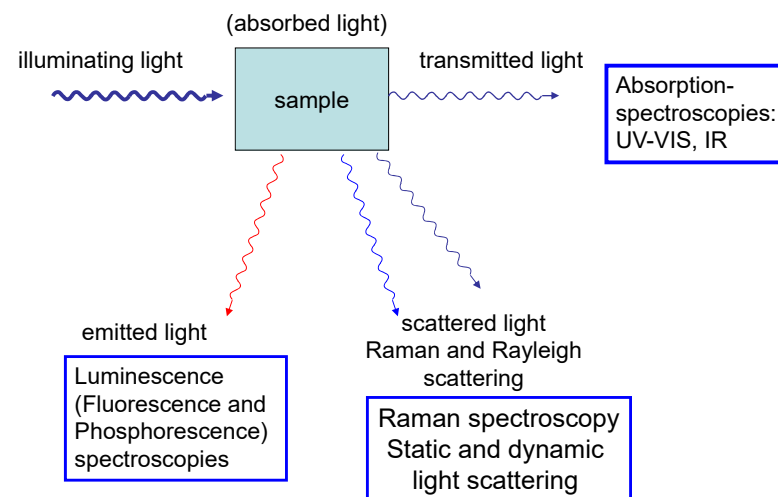 (absorbed light)
illuminating light
transmitted light
sample
Absorption-
spectroscopies:
UV-VIS, IR
emitted light
Luminescence
(Fluorescence and
Phosphorescence)
spectroscopies
scattered light
Raman and Rayleigh
scattering
Raman spectroscopy
Static and dynamic
light scattering